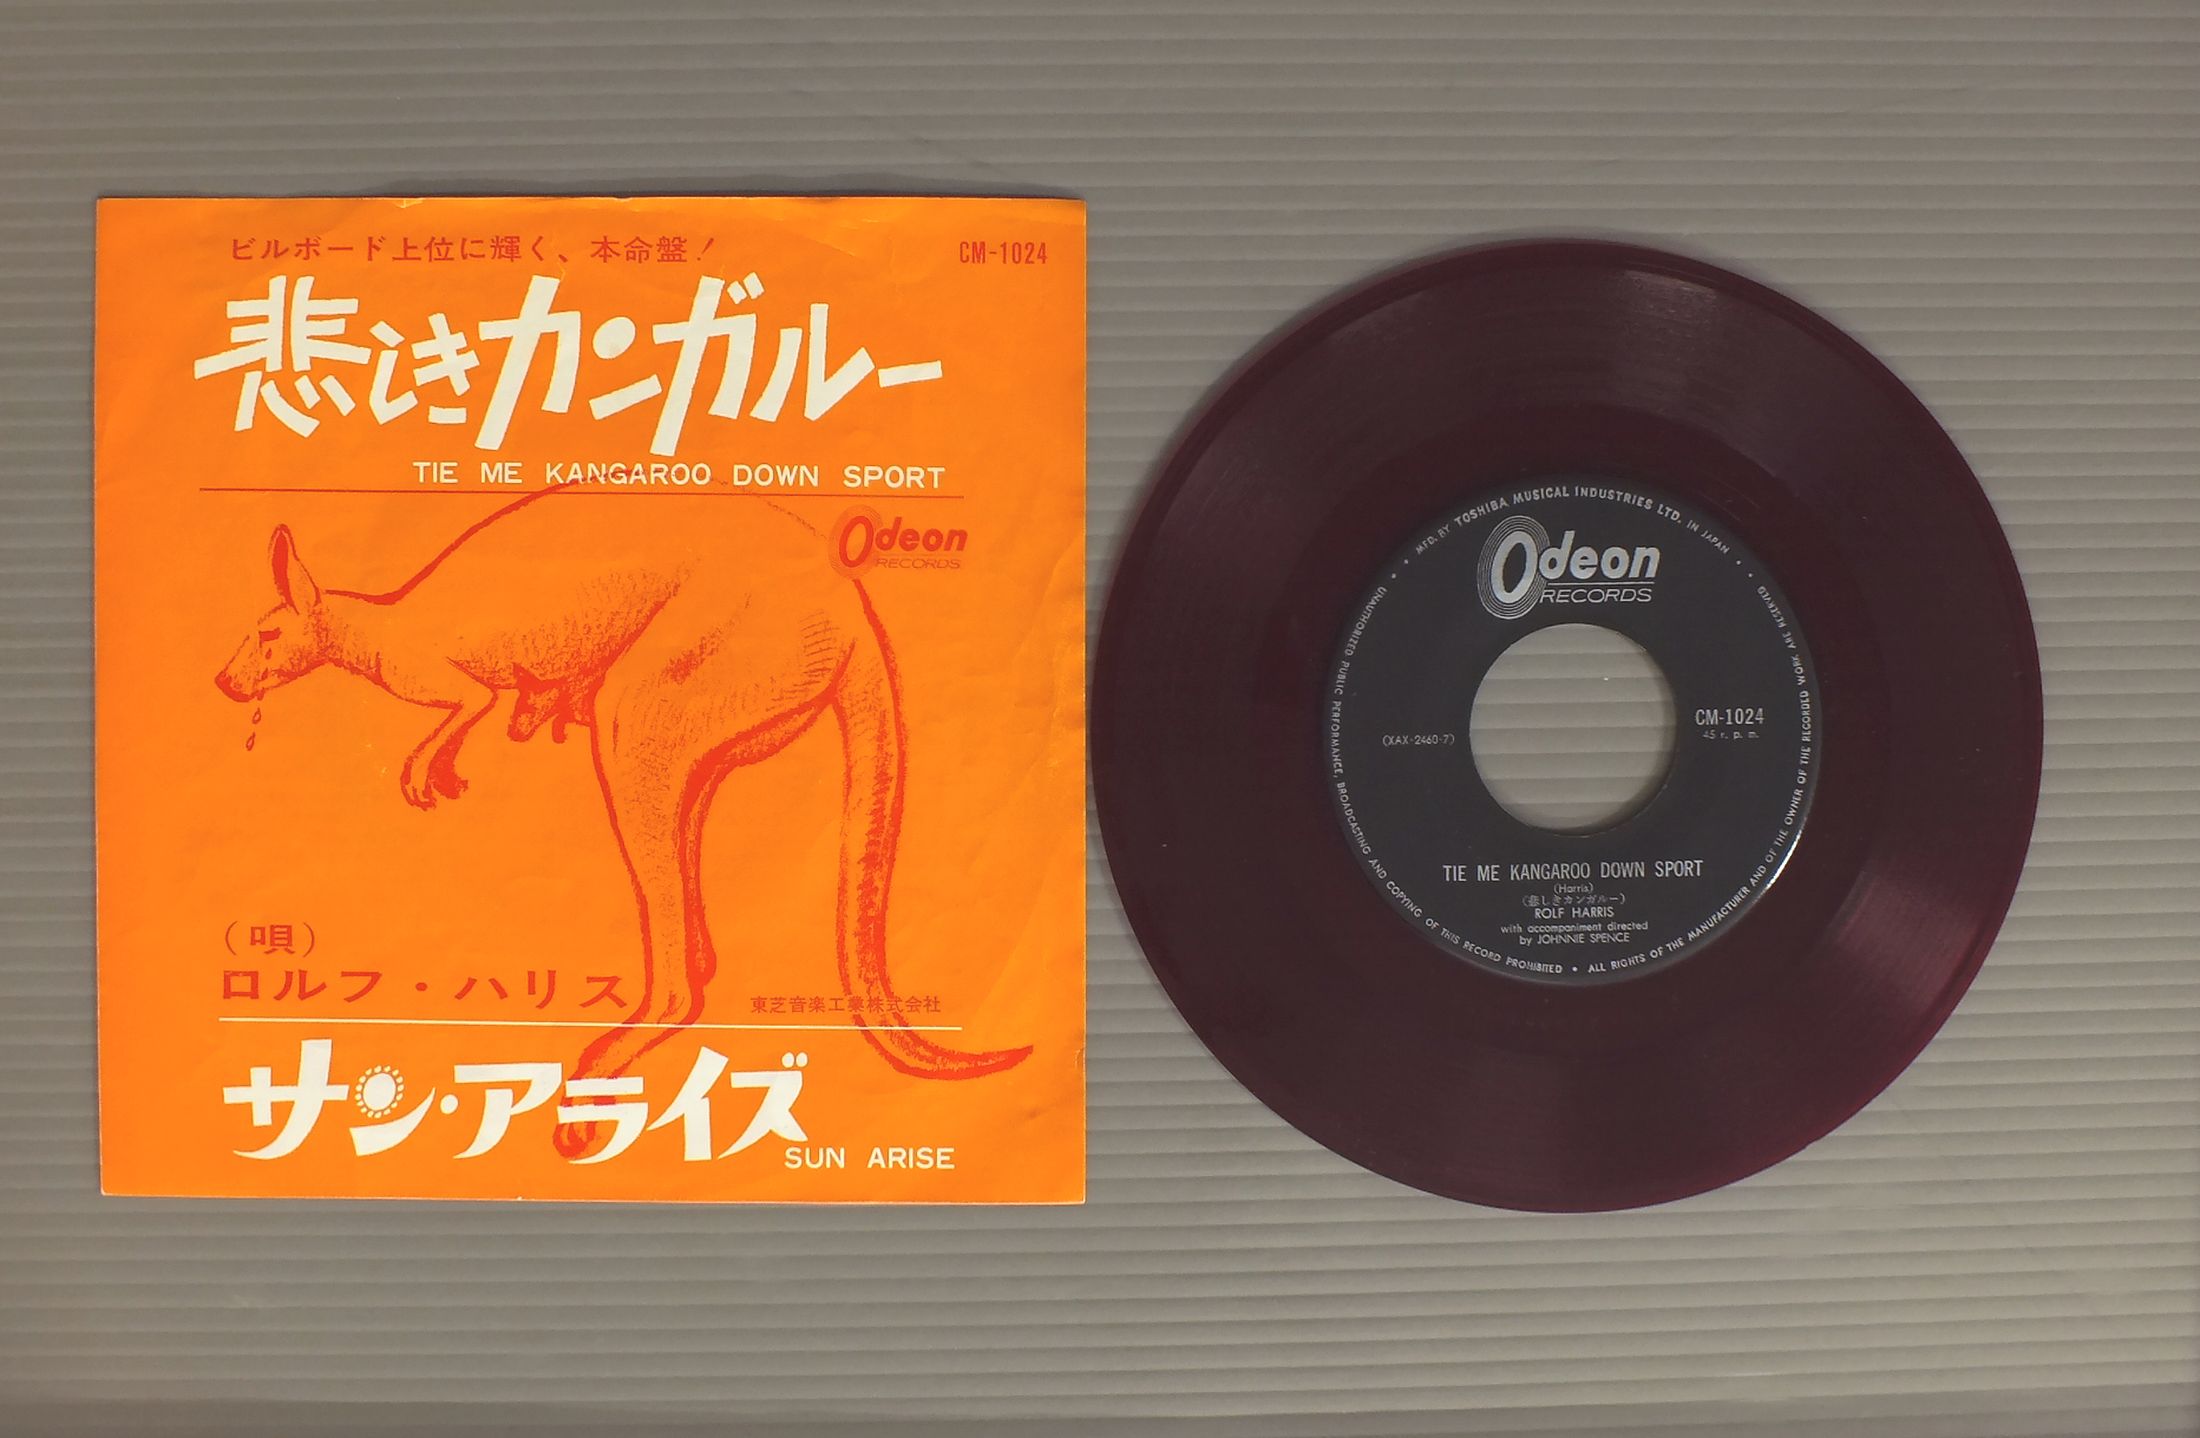 ビルボード上位に輝く、本命盤！
CM-1024
悲しきカンガルー
TIE ME KANGAROO DOWN SPORT
Odeon
RECORDS
（唄）
ロルフ・ハリス
東芝音楽工業株式会社
サン・アライズ
SUN ARISE
MFD. BY TOSHIBA MUSICAL INDUSTRIES LTD. IN JAPAN
Odeon
RECORDS
(XAX-2460-7)
CM-1024
45 r. p. m.
TIE ME KANGAROO DOWN SPORT
(Harris)
(悲しきカンガルー)
ROLF HARRIS
with accompaniment directed
by JOHNNIE SPENCE
UNAUTHORIZED PUBLIC PERFORMANCE, BROADCASTING AND COPYING OF THIS RECORD PROHIBITED • ALL RIGHTS OF THE MANUFACTURER AND OF THE OWNER OF THE RECORDED WORK ARE RESERVED